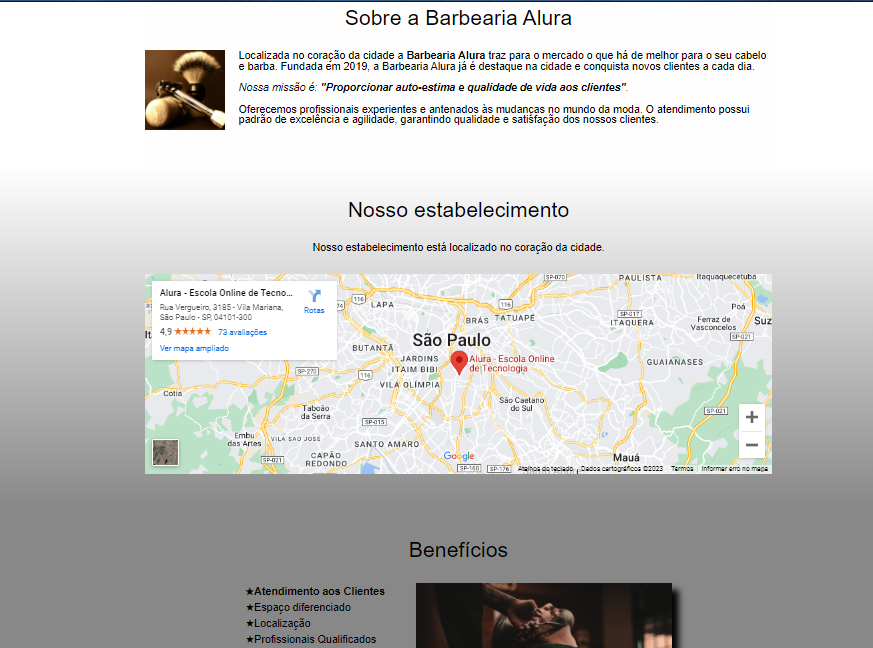 Sobre a Barbearia Alura
Localizada no coração da cidade a Barbearia Alura traz para o mercado o que há de melhor para o seu cabelo
e barba. Fundada em 2019, a Barbearia Alura já é destaque na cidade e conquista novos clientes a cada dia.
Nossa missão é: "Proporcionar auto-estima e qualidade de vida aos clientes".
Oferecemos profissionais experientes e antenados às mudanças no mundo da moda. O atendimento possui
padrão de excelência e agilidade, garantindo qualidade e satisfação dos nossos clientes.
Nosso estabelecimento
Nosso estabelecimento está localizado no coração da cidade.
Alura - Escola Online de Tecno...
Rua Vergueiro, 3185 - Vila Mariana,
São Paulo - SP, 04101-300
4,9 ★★★★★ 73 avaliações
Ver mapa ampliado
Rotas
SP-070
PAULISTA
Itaquaquecetuba
116
LAPA
116
Poá
BRÁS
TATUAPÉ
SP-017
ITAQUERA
Ferraz de
Vasconcelos
Suz
SP-021
São Paulo
BUTANTÃ
JARDINS
ITAIM BIBI
Alura - Escola Online
de Tecnologia
GUAIANASES
SP-270
116
VILA OLÍMPIA
Cotia
Taboão
da Serra
São Caetano
do Sul
SP-021
SP-015
Embu
das Artes
VILA SAO JOSE
SANTO AMARO
SP-021
CAPÃO
REDONDO
Google
Mauá
SP-160
SP-176
Atalhos do teclado
Dados cartográficos ©2023
Termos
Informar erro no mapa
Benefícios
★Atendimento aos Clientes
★Espaço diferenciado
★Localização
★Profissionais Qualificados